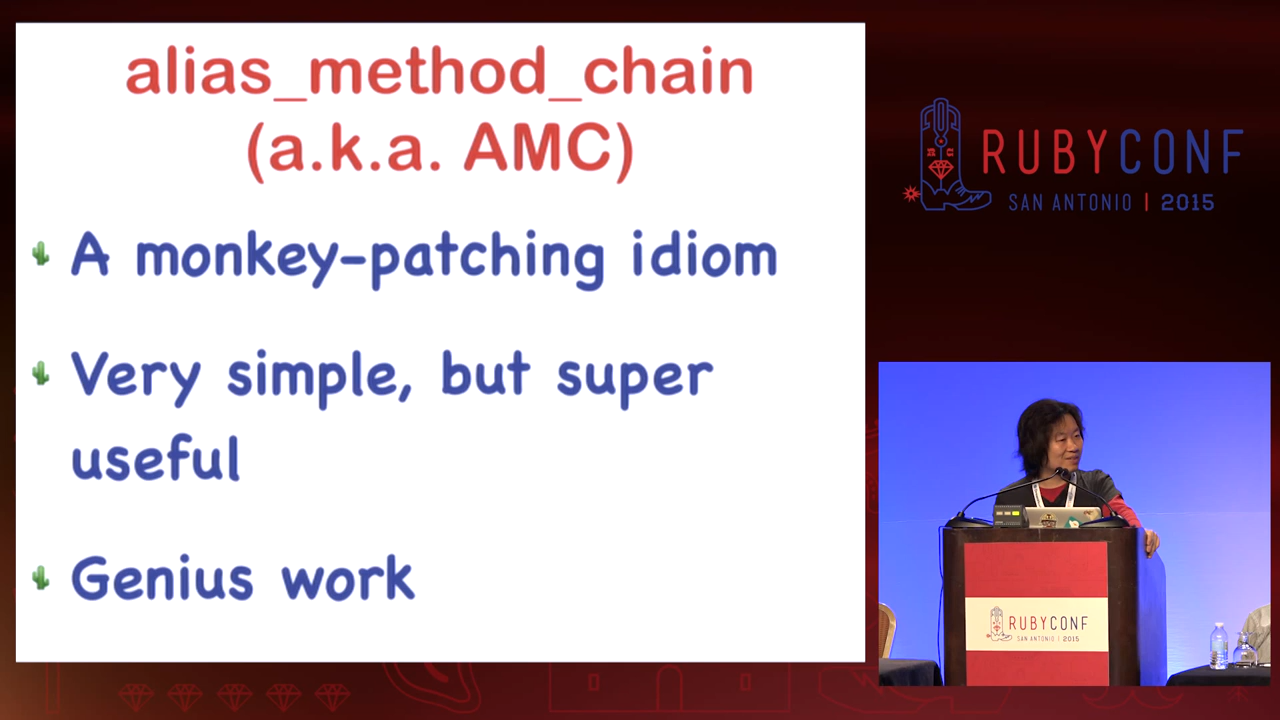 alias_method_chain
(a.k.a. AMC)
A monkey-patching idiom
Very simple, but super
useful
Genius work
RUBYCONF
SAN ANTONIO | 2015
RUBYCONF
SAN ANTONIO | 2015